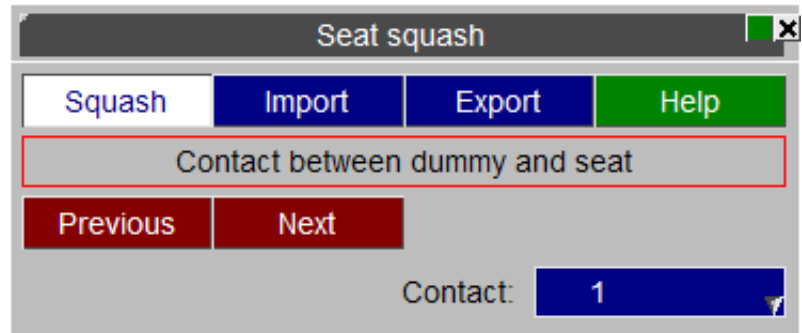 Seat squash
Squash Import Export Help
Contact between dummy and seat
Previous Next
Contact: 1